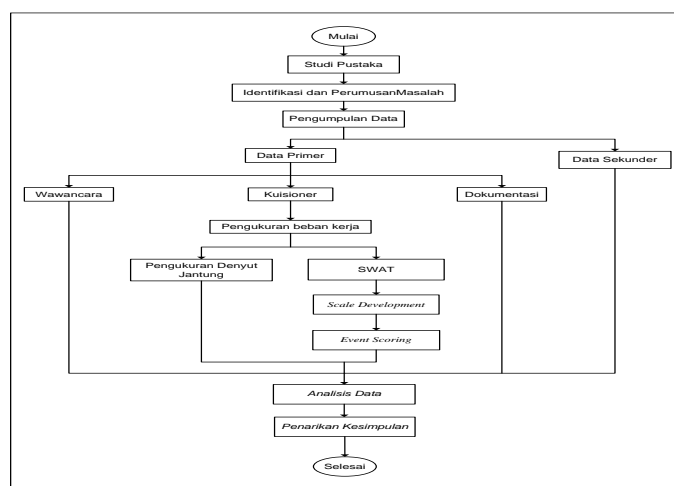 Mulai
Studi Pustaka
Identifikasi dan PerumusanMasalah
Pengumpulan Data
Data Primer
Data Sekunder
Wawancara
Kuisioner
Dokumentasi
Pengukuran beban kerja
Pengukuran Denyut
Jantung
SWAT
Scale Development
Event Scoring
Analisis Data
Penarikan Kesimpulan
Selesai